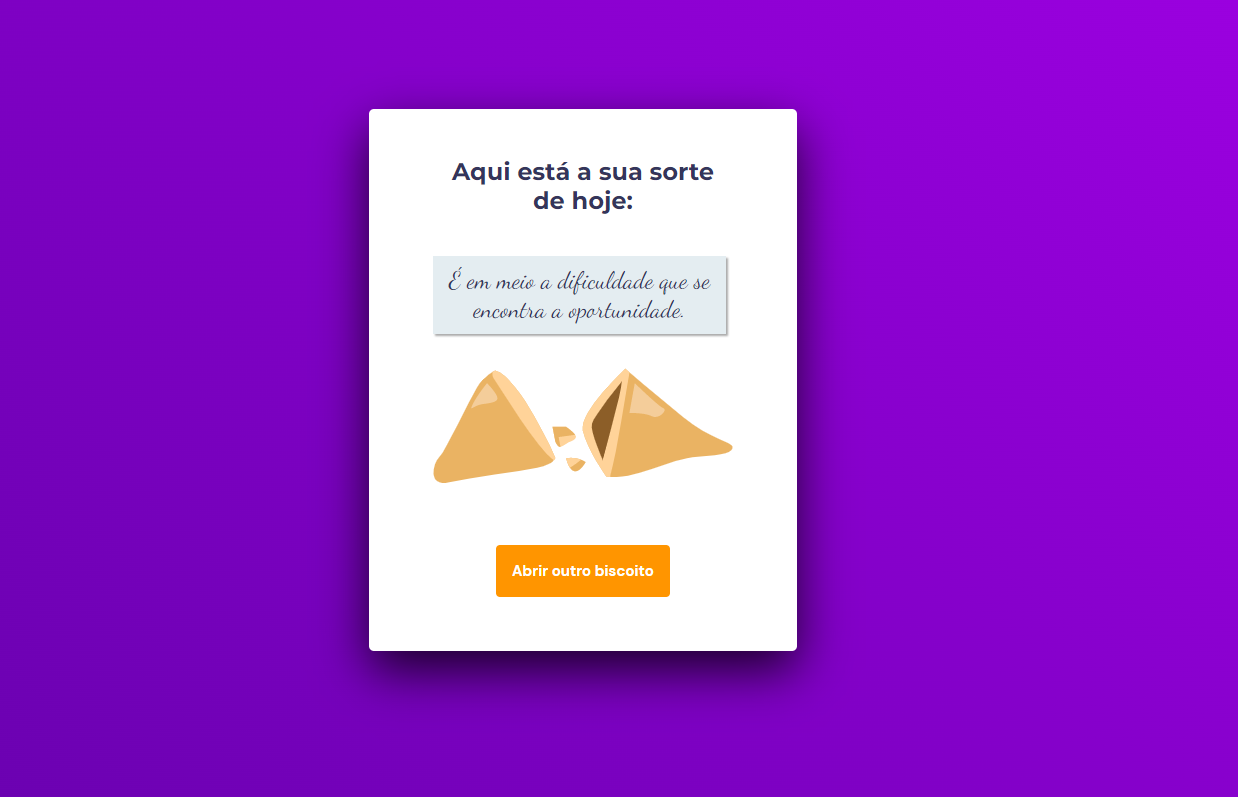 Aqui está a sua sorte
de hoje:
É em meio a dificuldade que se
encontra a oportunidade.
Abrir outro biscoito